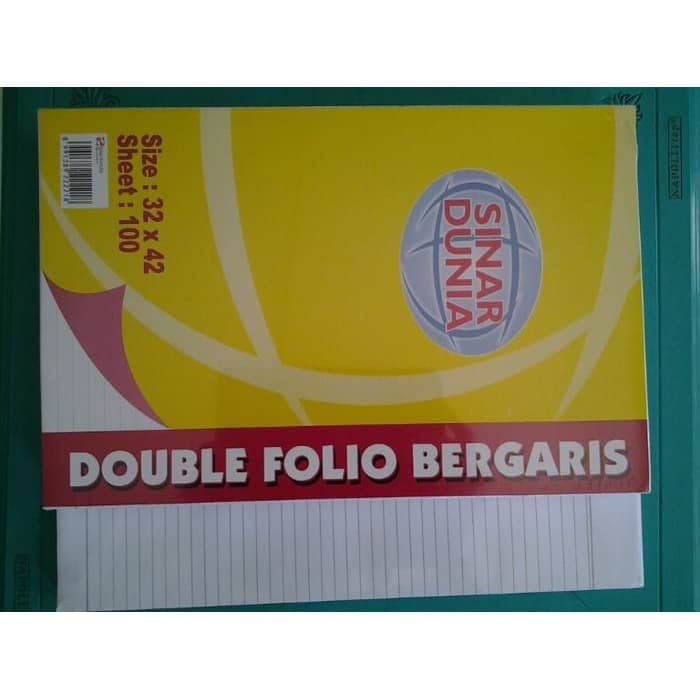 Size : 32 x 42
Sheet : 100
SINAR
DUNIA
DOUBLE FOLIO BERGARIS